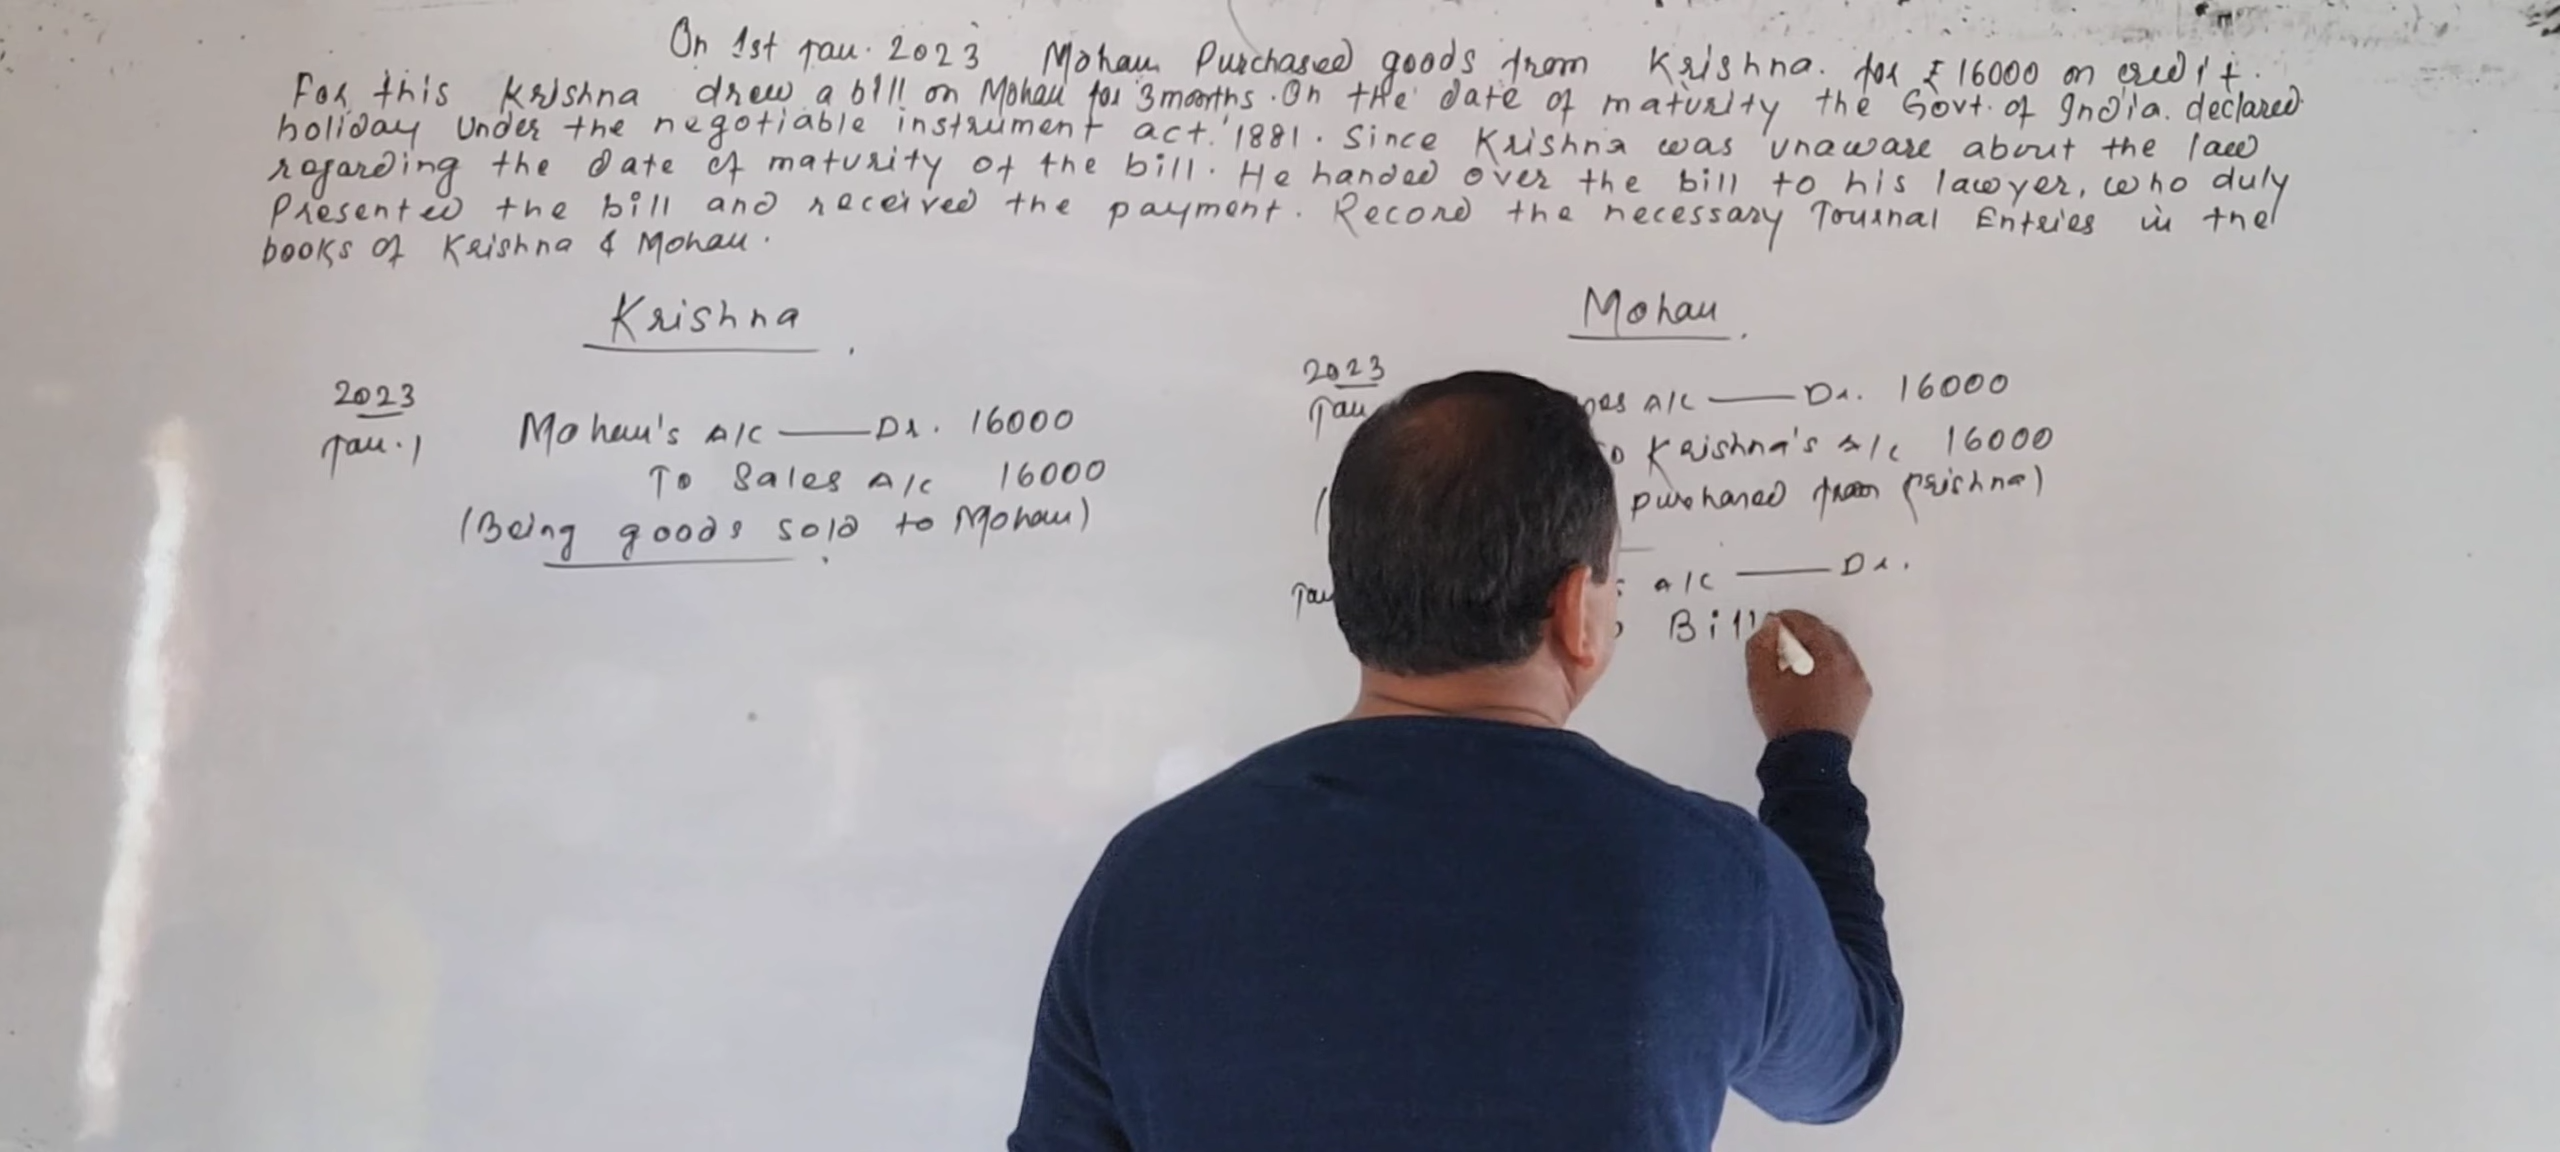 On 1st Jan. 2023 Mohan Purchased goods from Krishna. for ₹16000 on credit.
For this Krishna drew a bill on Mohan for 3 months. On the date of maturity the Govt. of India. declared
holiday Under the negotiable instrument act. 1881. Since Krishna was unaware about the law
regarding the date of maturity of the bill. He handed over the bill to his lawyer, who duly
Presented the bill and received the payment. Record the necessary Journal Entries in the
books of Krishna & Mohan.
Krishna
2023
Jan. 1 Mohan's A/c Dr. 16000
To Sales A/c 16000
(Being goods sold to Mohan)
Mohan
2023
Jan A/c Dr. 16000
Krishna's A/c 16000
( purchased from Krishna)
Jan A/c Dr.
Bill